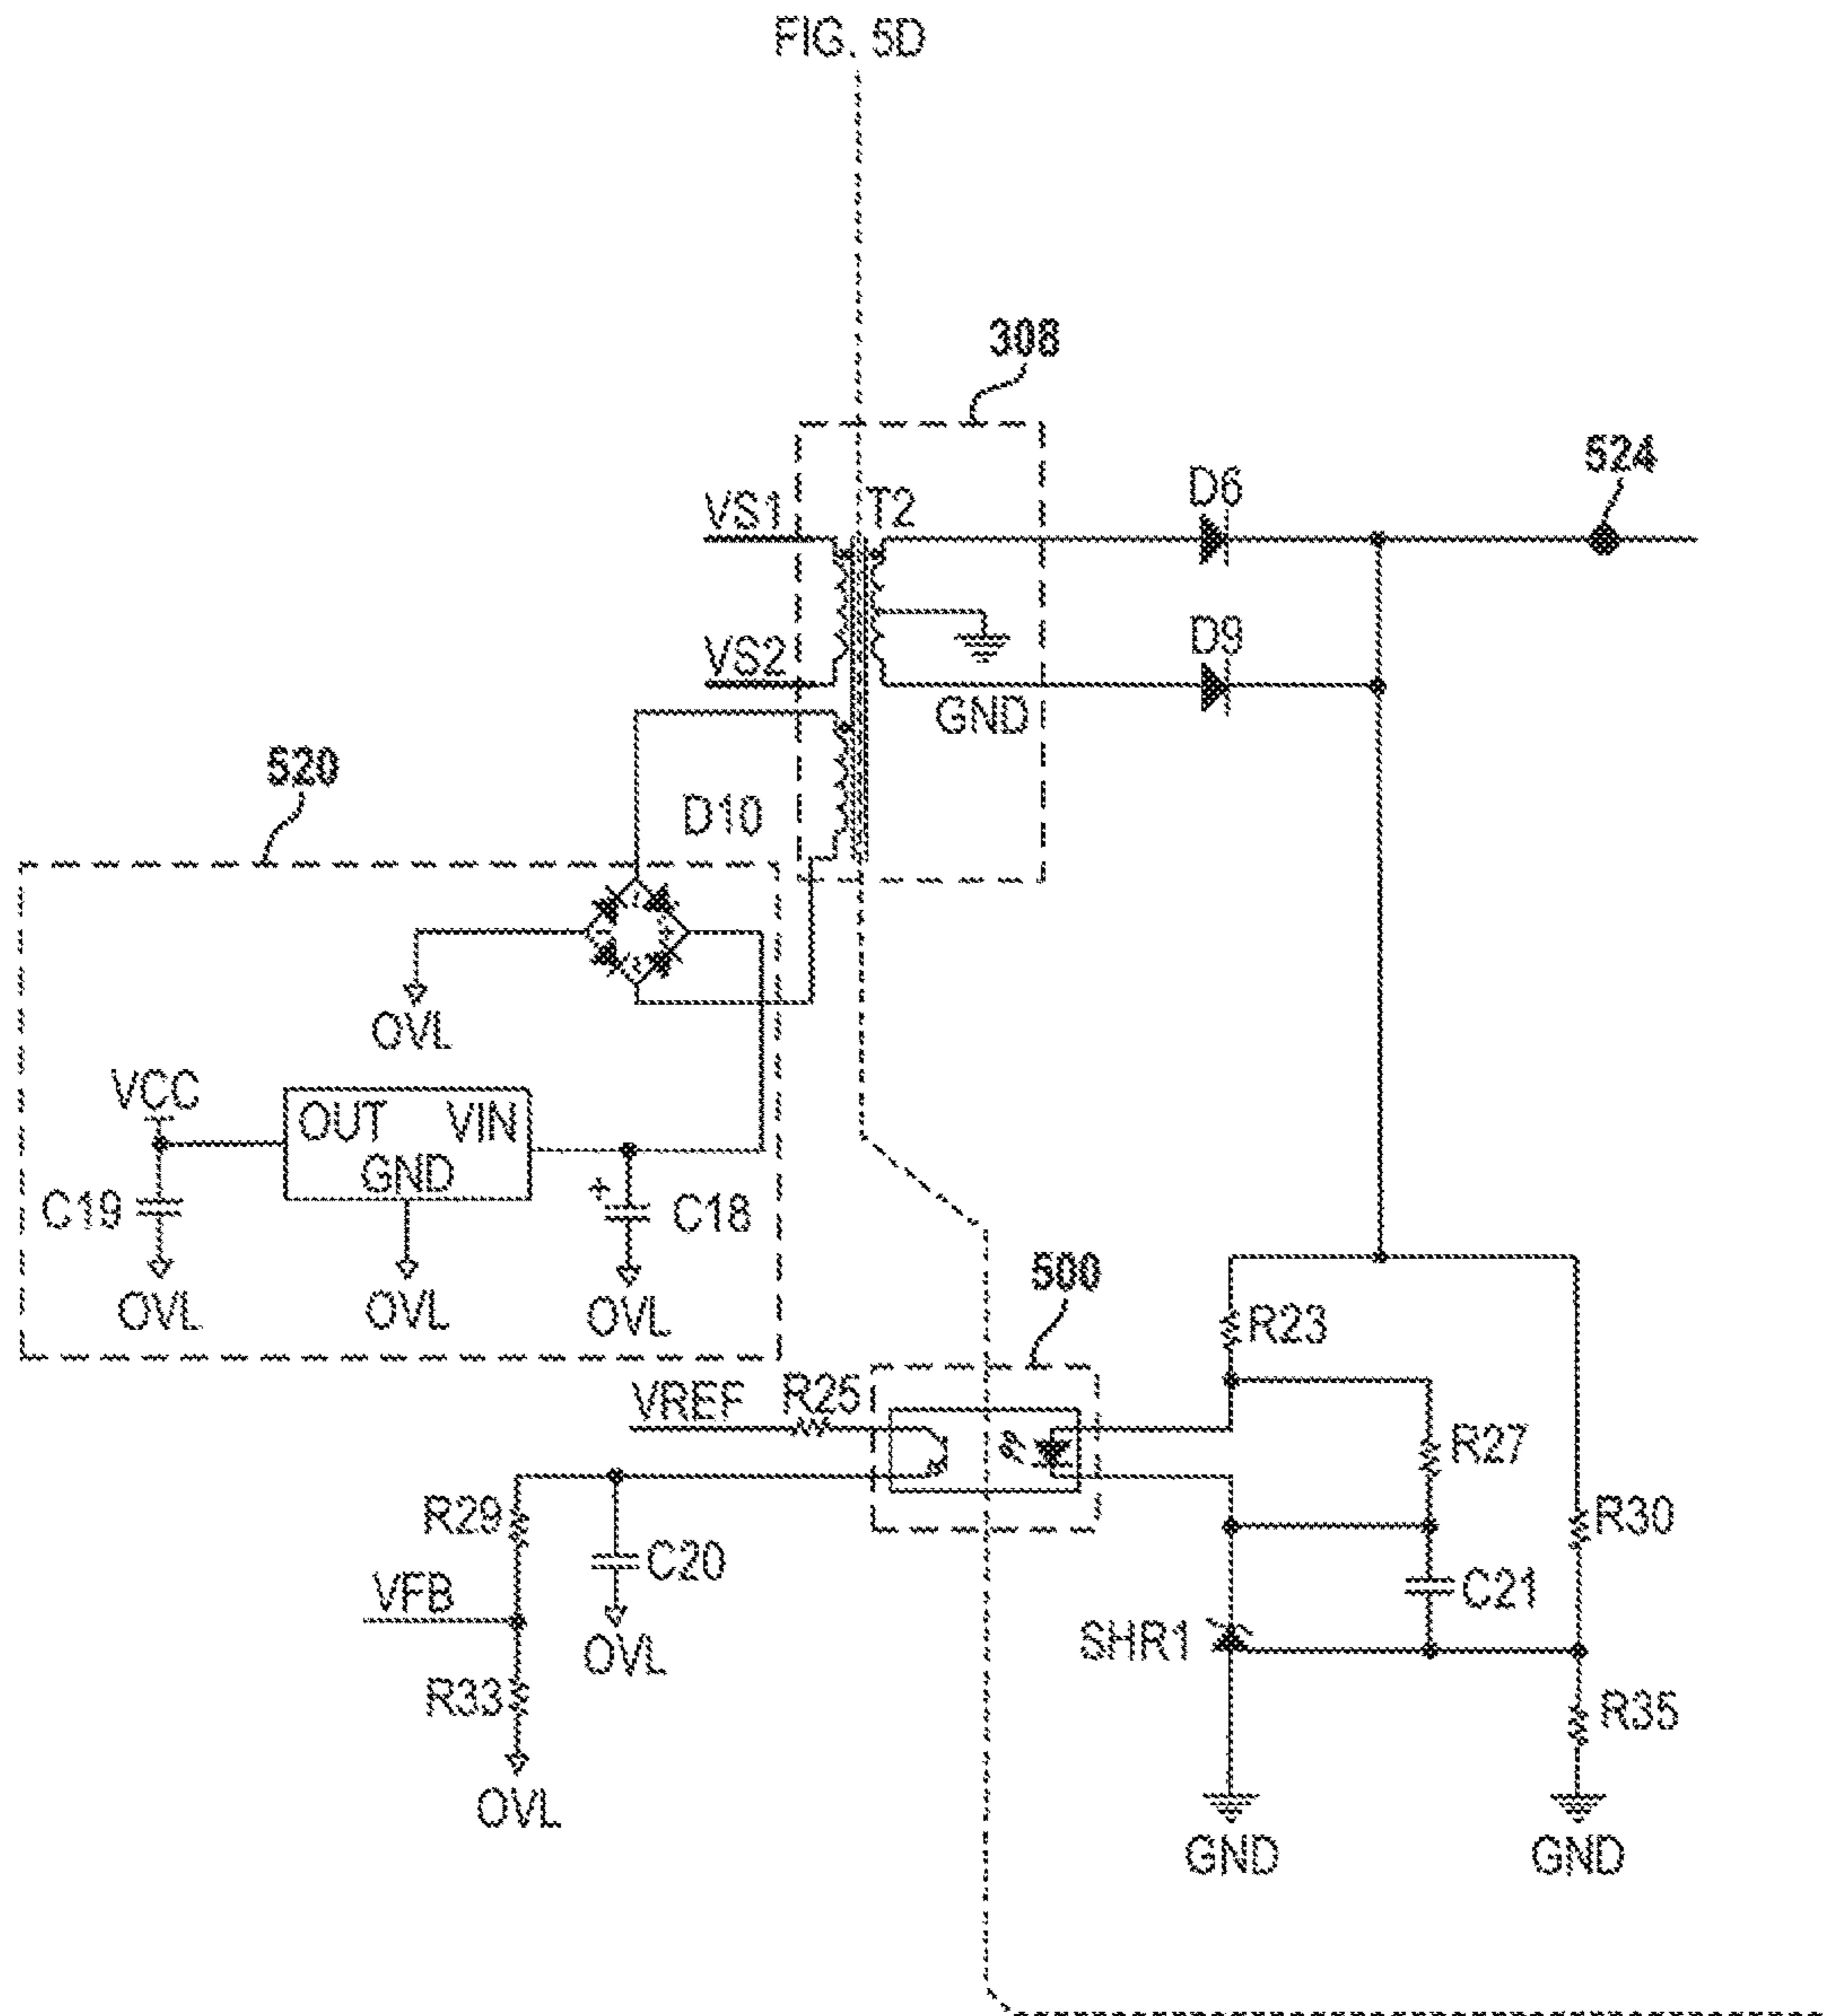 FIG. 5D
308
524
VS1
T2
D6
VS2
D9
GND
520
D10
OVL
VCC
OUT
VIN
GND
C19
C18
OVL
OVL
OVL
500
R23
VREF
R25
R27
R29
C20
R30
VFB
C21
OVL
SHR1
R33
R35
OVL
GND
GND